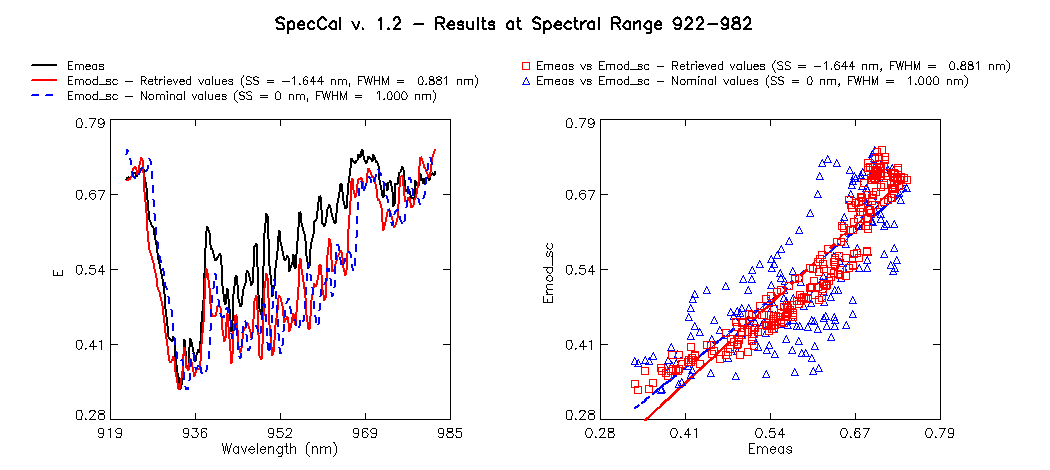 SpecCal v. 1.2 - Results at Spectral Range 922-982
Emeas
Emod_sc - Retrieved values (SS = -1.644 nm, FWHM = 0.881 nm)
Emod_sc - Nominal values (SS = 0 nm, FWHM = 1.000 nm)
Emeas vs Emod_sc - Retrieved values (SS = -1.644 nm, FWHM = 0.881 nm)
Emeas vs Emod_sc - Nominal values (SS = 0 nm, FWHM = 1.000 nm)
0.79
0.67
0.54
0.41
0.28
E
919 936 952 969 985
Wavelength (nm)
0.79
0.67
0.54
0.41
0.28
Emod_sc
0.28 0.41 0.54 0.67 0.79
Emeas